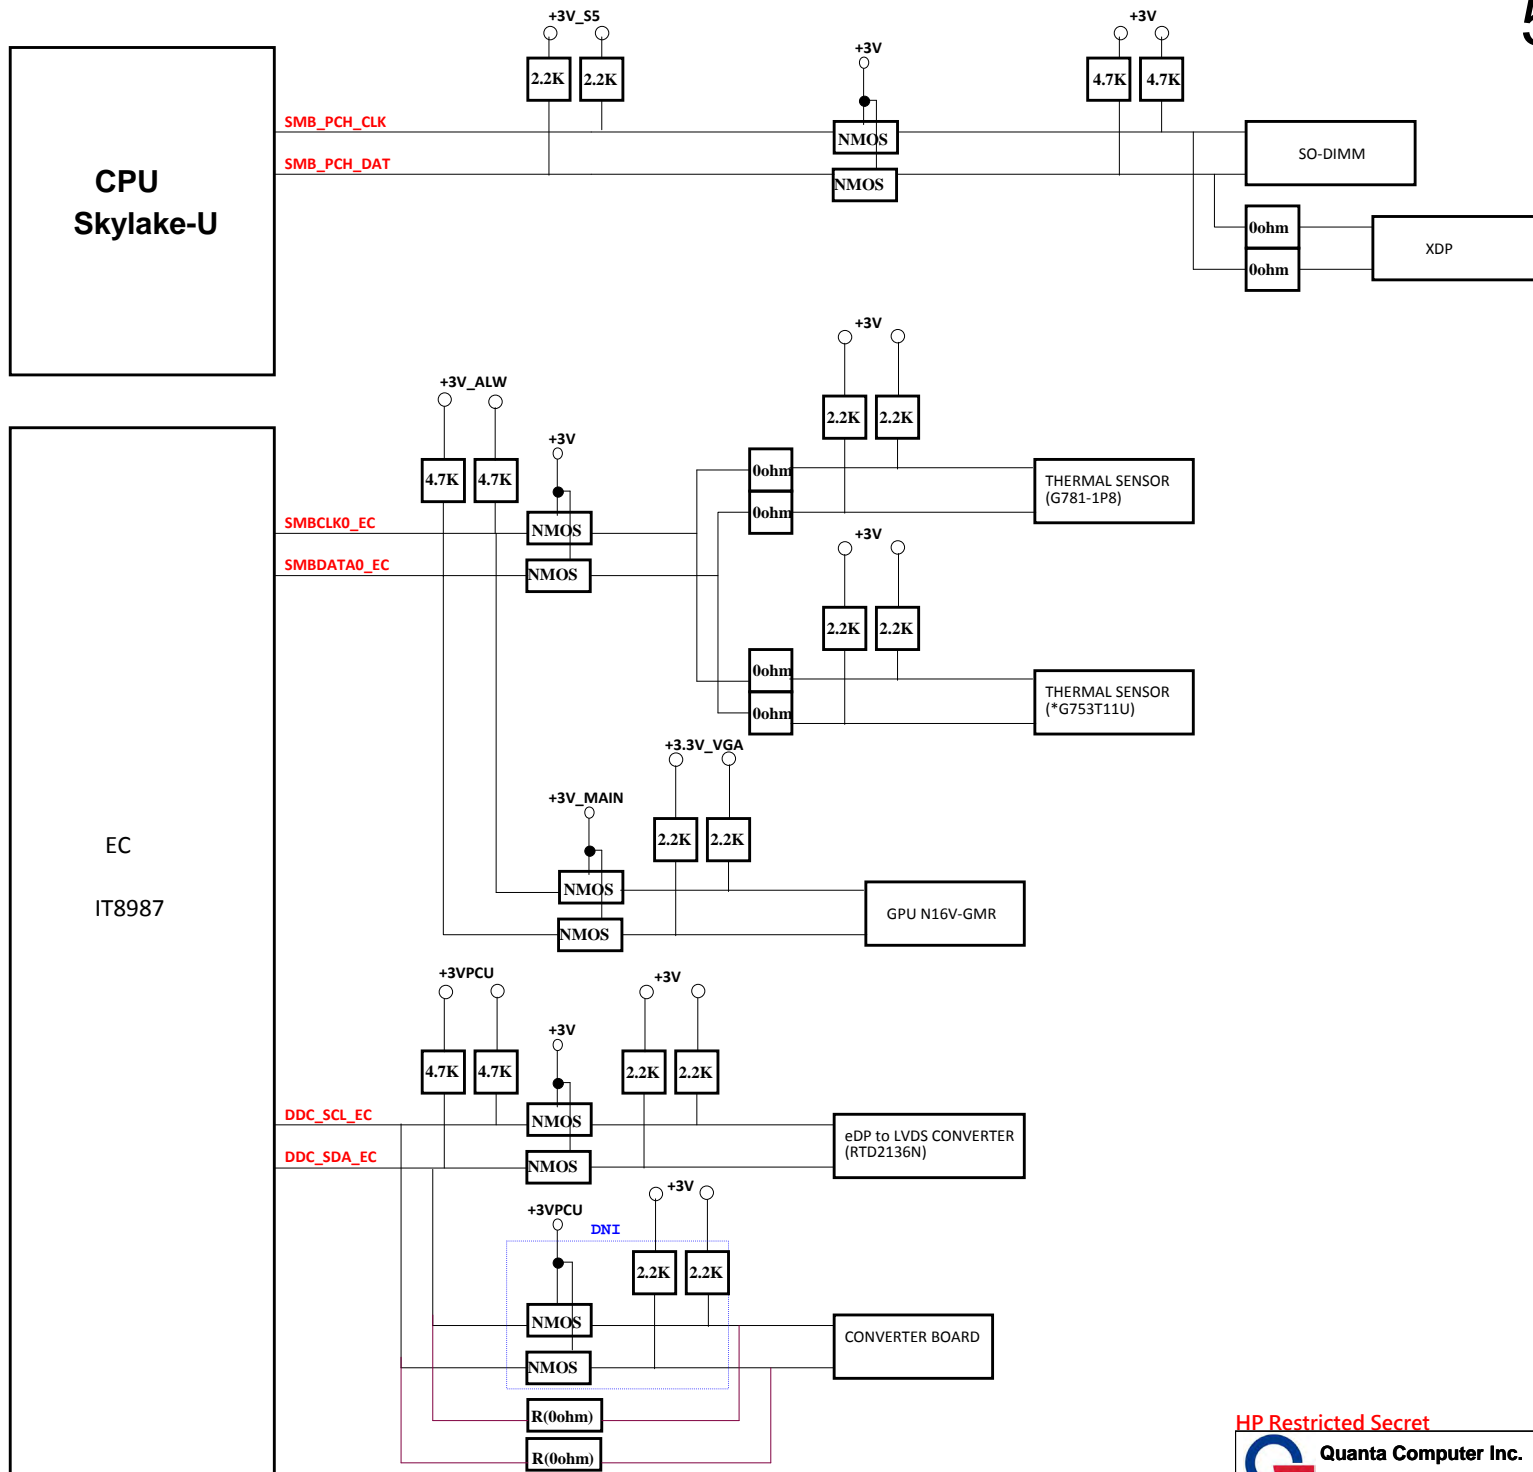 5
+3V_S5
+3V
+3V
2.2K 2.2K
4.7K 4.7K
SMB_PCH_CLK
NMOS
SMB_PCH_DAT
NMOS
SO-DIMM
CPU
Skylake-U
0ohm
XDP
0ohm
+3V
+3V_ALW
2.2K 2.2K
+3V
4.7K 4.7K
0ohm
THERMAL SENSOR
(G781-1P8)
0ohm
SMBCLK0_EC
NMOS
+3V
SMBDATA0_EC
NMOS
2.2K 2.2K
0ohm
THERMAL SENSOR
(*G753T11U)
0ohm
+3.3V_VGA
+3V_MAIN
2.2K 2.2K
EC
IT8987
NMOS
GPU N16V-GMR
NMOS
+3VPCU
+3V
+3V
4.7K 4.7K
2.2K 2.2K
DDC_SCL_EC
NMOS
eDP to LVDS CONVERTER
(RTD2136N)
DDC_SDA_EC
NMOS
+3V
+3VPCU
DNI
2.2K 2.2K
NMOS
CONVERTER BOARD
NMOS
R(0ohm)
R(0ohm)
HP Restricted Secret
Quanta Computer Inc.